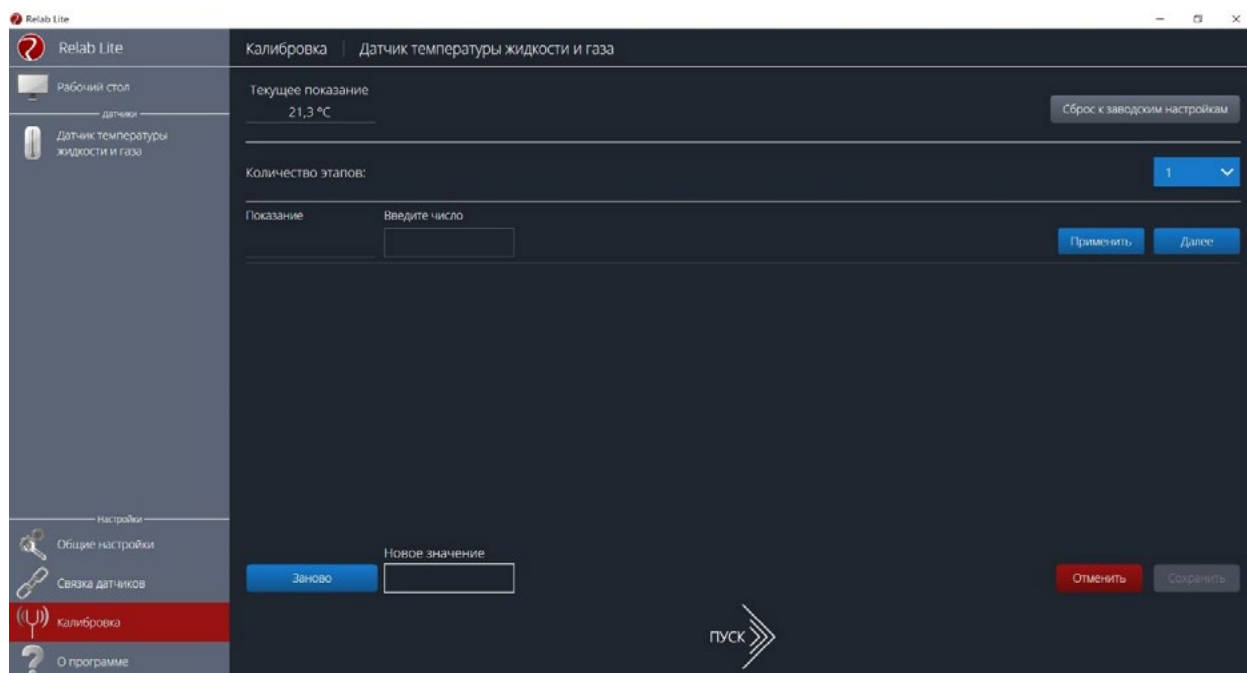 Relab Lite
Relab Lite
Рабочий стол
Датчики
Датчик температуры
жидкости и газа
Настройки
Общие настройки
Связка датчиков
Калибровка
О программе
Калибровка | Датчик температуры жидкости и газа
Текущее показание
21,3 °C
Сброс к заводским настройкам
Количество этапов:
1
Показание
Введите число
Применить
Далее
Новое значение
Заново
Отменить
Сохранить
ПУСК